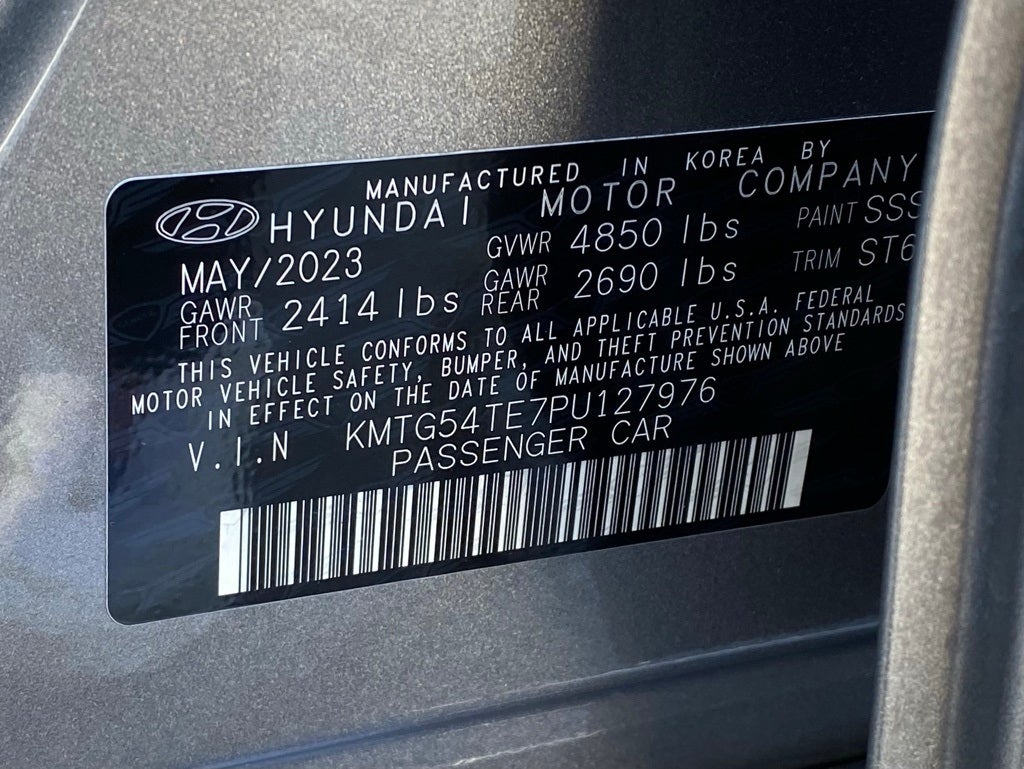 MANUFACTURED IN KOREA BY
HYUNDAI MOTOR COMPANY
MAY/2023 GVWR 4850 lbs PAINT SSS
GAWR FRONT 2414 lbs GAWR REAR 2690 lbs TRIM ST6
THIS VEHICLE CONFORMS TO ALL APPLICABLE U.S.A. FEDERAL
MOTOR VEHICLE SAFETY, BUMPER, AND THEFT PREVENTION STANDARDS
IN EFFECT ON THE DATE OF MANUFACTURE SHOWN ABOVE
V.I.N KMTG54TE7PU127976
PASSENGER CAR